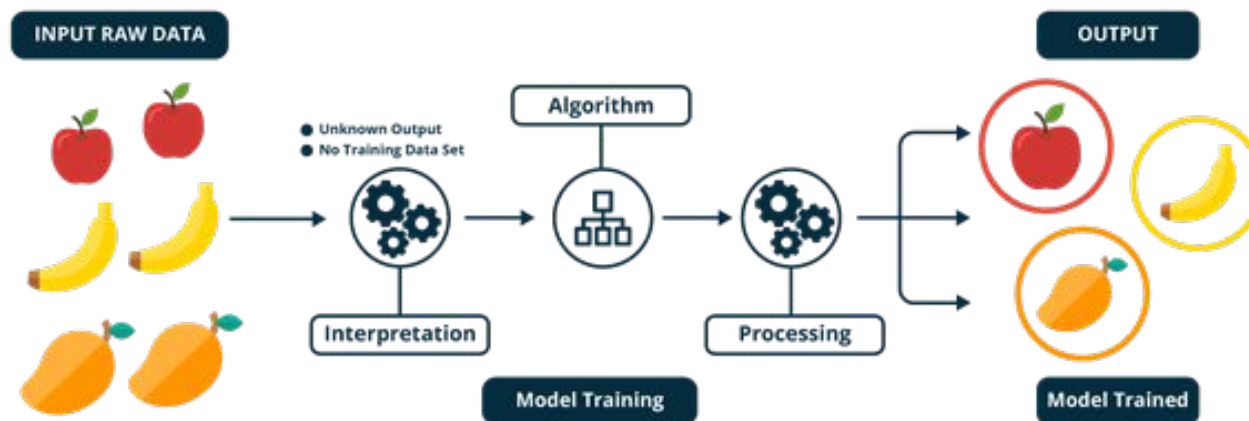 INPUT RAW DATA
OUTPUT
Algorithm
Unknown Output
No Training Data Set
Interpretation
Processing
Model Training
Model Trained